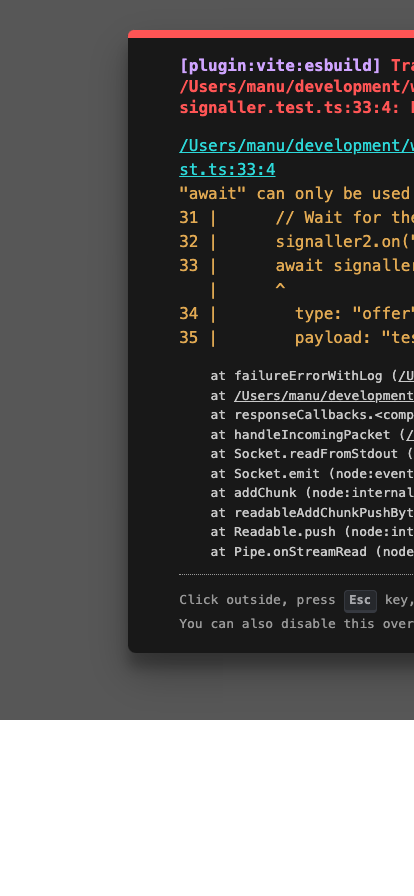 [plugin:vite:esbuild] Tra
/Users/manu/development/w
signaller.test.ts:33:4:
/Users/manu/development/w
st.ts:33:4
"await" can only be used
31 |      // Wait for the
32 |      signaller2.on("
33 |      await signaller
   |      ^
34 |        type: "offer"
35 |        payload: "tes
at failureErrorWithLog (/U
at /Users/manu/development
at responseCallbacks.<comp
at handleIncomingPacket (/
at Socket.readFromStdout (
at Socket.emit (node:event
at addChunk (node:internal
at readableAddChunkPushByt
at Readable.push (node:int
at Pipe.onStreamRead (node
Click outside, press Esc key,
You can also disable this over